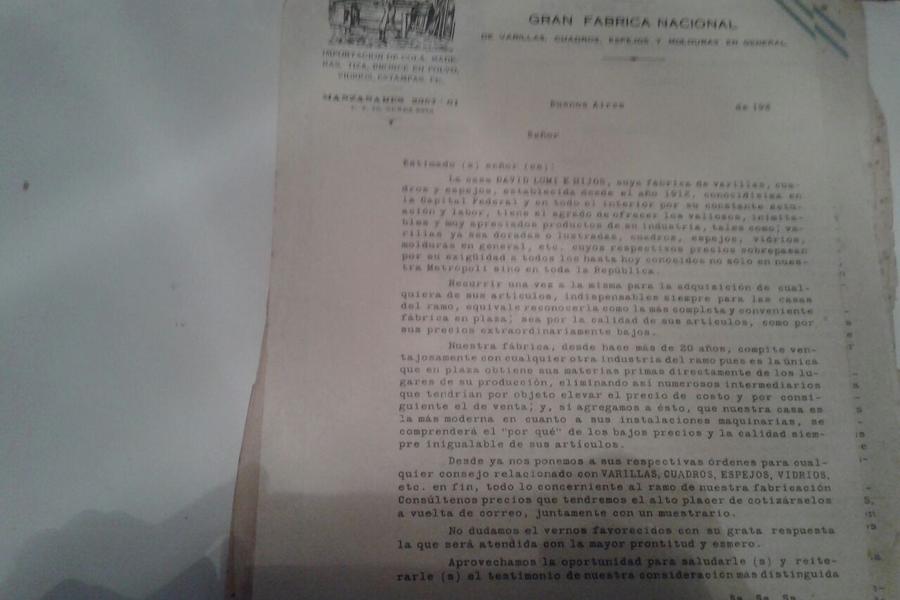 GRAN FABRICA NACIONAL
DE VARILLAS, CUADROS, ESPEJOS Y MOLDURAS EN GENERAL
IMPORTACION DE COLA, MADE-
RAS, TIZA, BRONCE EN POLVO,
VIDRIOS, ESTAMPAS, Etc.
MANZANARES
Buenos Aires de 193
Señor
Estimado (s) señor (es):
La casa DAVID LUMI E HIJOS, cuya fábrica de varillas, cua-
dros y espejos, establecida desde el año 1918, conocidísima en
la Capital Federal y en todo el interior por su constante actu-
ación y labor, tiene el agrado de ofrecer los valiosos, inimita-
bles y muy apreciados productos de su industria, tales como; va-
rillas ya sea doradas o lustradas, cuadros, espejos, vidrios,
molduras en general, etc. cuyos respectivos precios sobrepasan
por su exigüidad a todos los hasta hoy conocidos no sólo en nues-
tra Metrópoli sino en toda la República.
Recurrir una vez a la misma para la adquisición de cual-
quiera de sus artículos, indispensables siempre para las casas
del ramo, equivale reconocerla como la más completa y conveniente
fábrica en plaza; sea por la calidad de sus artículos, como por
sus precios extraordinariamente bajos.
Nuestra fábrica, desde hace más de 20 años, compite ven-
tajosamente con cualquier otra industria del ramo pues es la única
que en plaza obtiene sus materias primas directamente de los lu-
gares de su producción, eliminando así numerosos intermediarios
que tendrían por objeto elevar el precio de costo y por consi-
guiente el de venta; y, si agregamos a ésto, que nuestra casa es
la más moderna en cuanto a sus instalaciones maquinarias, se
comprenderá el "por qué" de los bajos precios y la calidad siem-
pre inigualable de sus artículos.
Desde ya nos ponemos a sus respectivas órdenes para cual-
quier consejo relacionado con VARILLAS, CUADROS, ESPEJOS, VIDRIOS,
etc. en fin, todo lo concerniente al ramo de nuestra fabricación
Consúltenos precios que tendremos el alto placer de cotizárselos
a vuelta de correo, juntamente con un muestrario.
No dudamos el vernos favorecidos con su grata respuesta
la que será atendida con la mayor prontitud y esmero.
Aprovechamos la oportunidad para saludarle (s) y reite-
rarle (s) el testimonio de nuestra consideración más distinguida